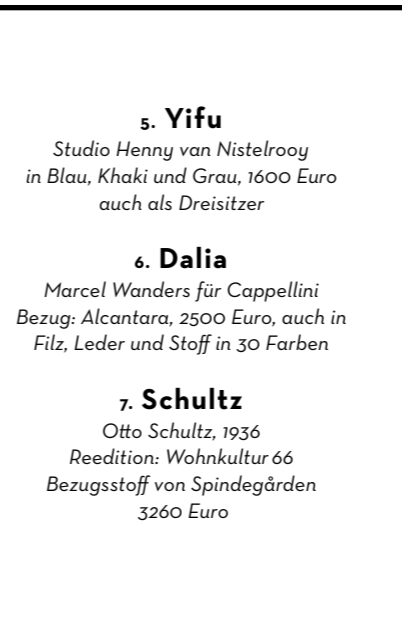 5. Yifu
Studio Henny van Nistelrooy
in Blau, Khaki und Grau, 1600 Euro
auch als Dreisitzer
6. Dalia
Marcel Wanders für Cappellini
Bezug: Alcantara, 2500 Euro, auch in
Filz, Leder und Stoff in 30 Farben
7. Schultz
Otto Schultz, 1936
Reedition: Wohnkultur 66
Bezugsstoff von Spindegården
3260 Euro